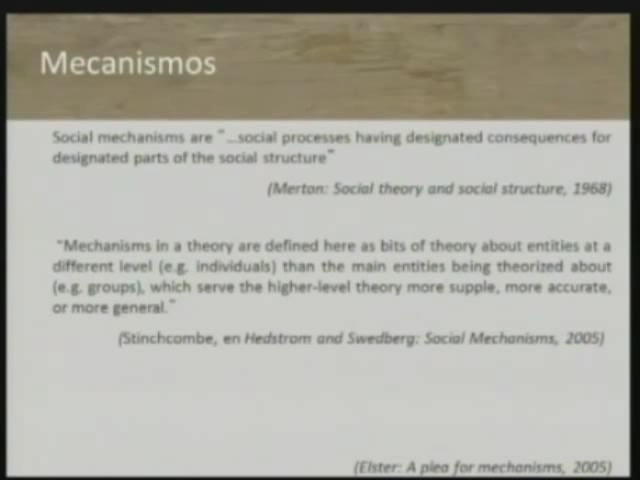 Mecanismos
Social mechanisms are "...social processes having designated consequences for
designated parts of the social structure"
(Merton: Social theory and social structure, 1968)
"Mechanisms in a theory are defined here as bits of theory about entities at a
different level (e.g. individuals) than the main entities being theorized about
(e.g. groups), which serve the higher-level theory more supple, more accurate,
or more general."
(Stinchcombe, en Hedstrom and Swedberg: Social Mechanisms, 2005)
(Elster: A plea for mechanisms, 2005)